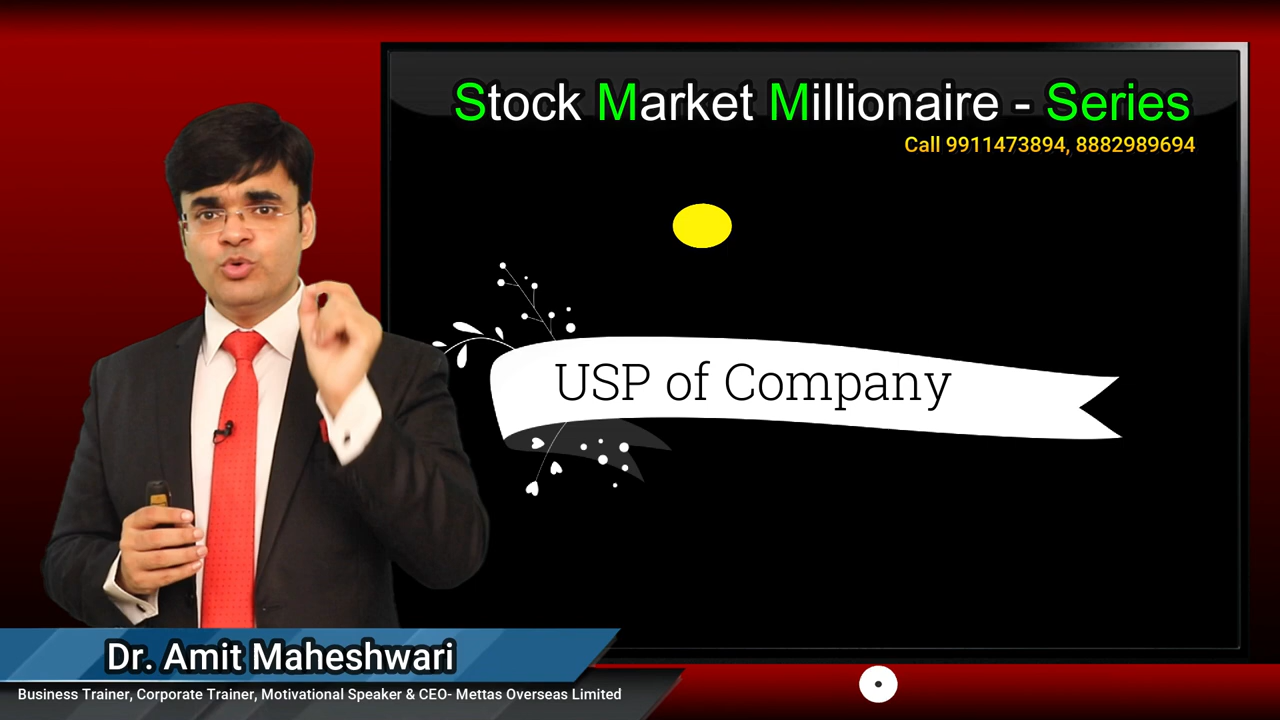 Stock Market Millionaire - Series
Call 9911473894, 8882989694
USP of Company
Dr. Amit Maheshwari
Business Trainer, Corporate Trainer, Motivational Speaker & CEO- Mettas Overseas Limited